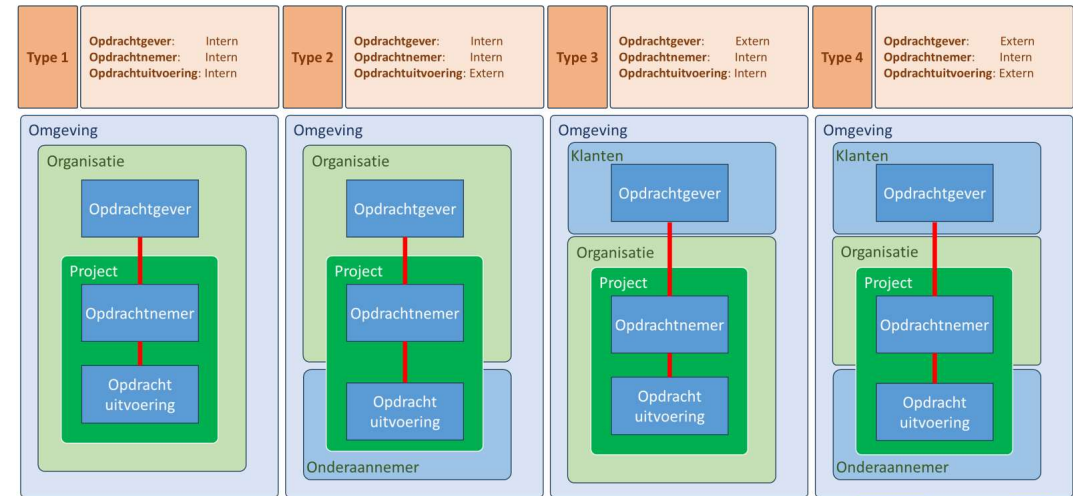 Type 1
Opdrachtgever: Intern
Opdrachtnemer: Intern
Opdrachtuitvoering: Intern
Type 2
Opdrachtgever: Intern
Opdrachtnemer: Intern
Opdrachtuitvoering: Extern
Type 3
Opdrachtgever: Extern
Opdrachtnemer: Intern
Opdrachtuitvoering: Intern
Type 4
Opdrachtgever: Extern
Opdrachtnemer: Intern
Opdrachtuitvoering: Extern
Omgeving
Organisatie
Opdrachtgever
Project
Opdrachtnemer
Opdracht
uitvoering
Omgeving
Organisatie
Opdrachtgever
Project
Opdrachtnemer
Opdracht
uitvoering
Onderaannemer
Omgeving
Klanten
Opdrachtgever
Organisatie
Project
Opdrachtnemer
Opdracht
uitvoering
Omgeving
Klanten
Opdrachtgever
Organisatie
Project
Opdrachtnemer
Opdracht
uitvoering
Onderaannemer